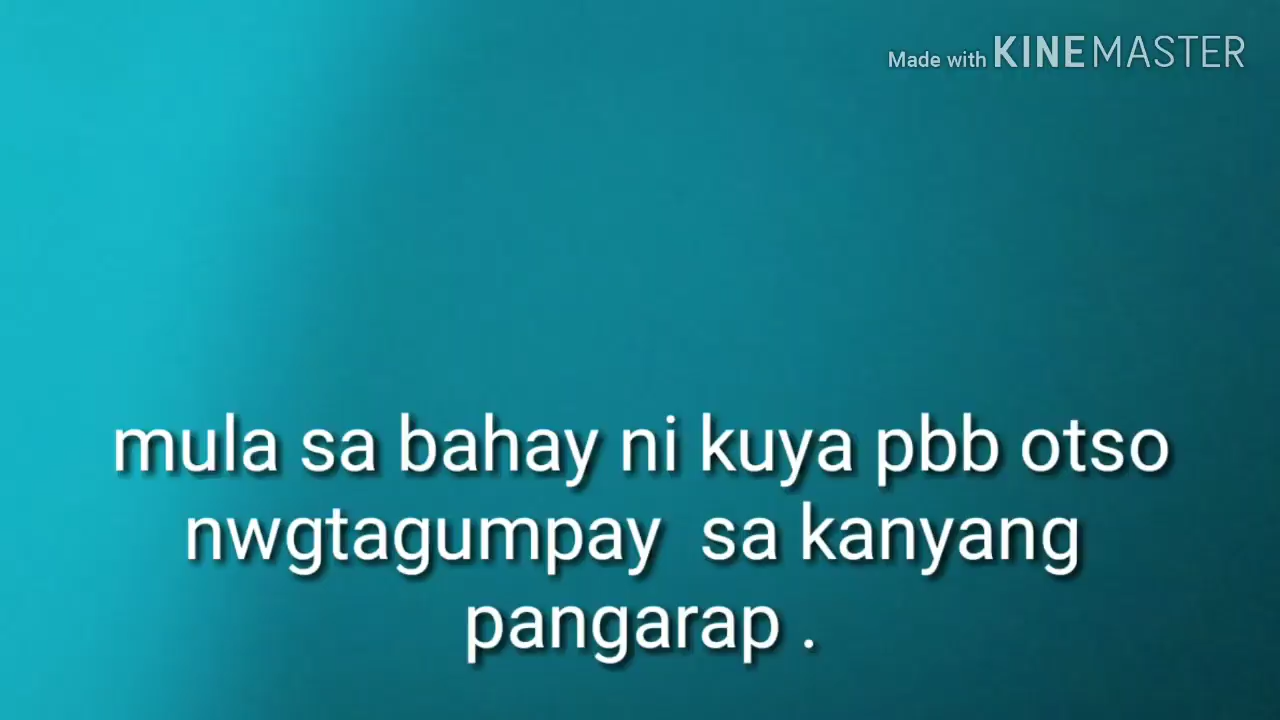 Made with KINEMASTER
mula sa bahay ni kuya pbb otso
nwgtagumpay sa kanyang
pangarap .